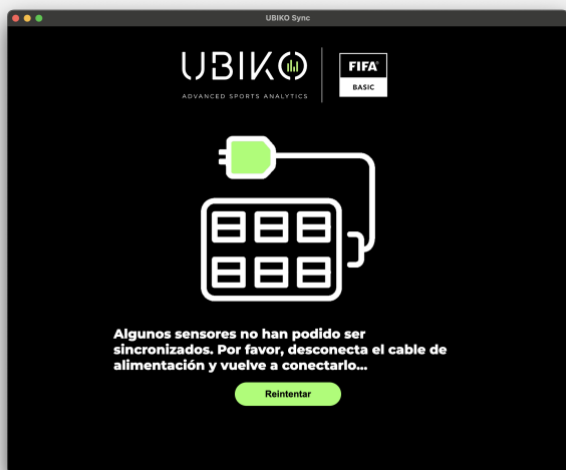 UBIKO Sync
UBIKO
ADVANCED SPORTS ANALYTICS
FIFA®
BASIC
Algunos sensores no han podido ser
sincronizados. Por favor, desconecta el cable de
alimentación y vuelve a conectarlo...
Reintentar